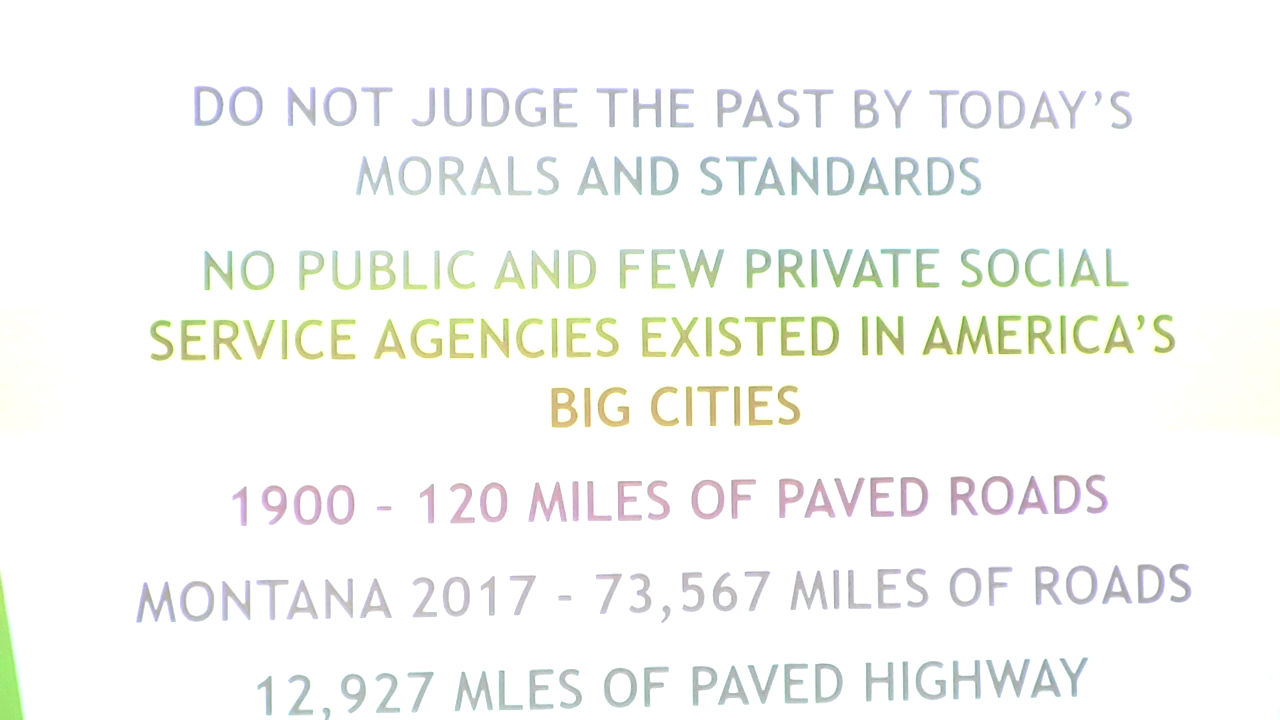 DO NOT JUDGE THE PAST BY TODAY'S
MORALS AND STANDARDS
NO PUBLIC AND FEW PRIVATE SOCIAL
SERVICE AGENCIES EXISTED IN AMERICA'S
BIG CITIES
1900 - 120 MILES OF PAVED ROADS
MONTANA 2017 - 73,567 MILES OF ROADS
12,927 MLES OF PAVED HIGHWAY